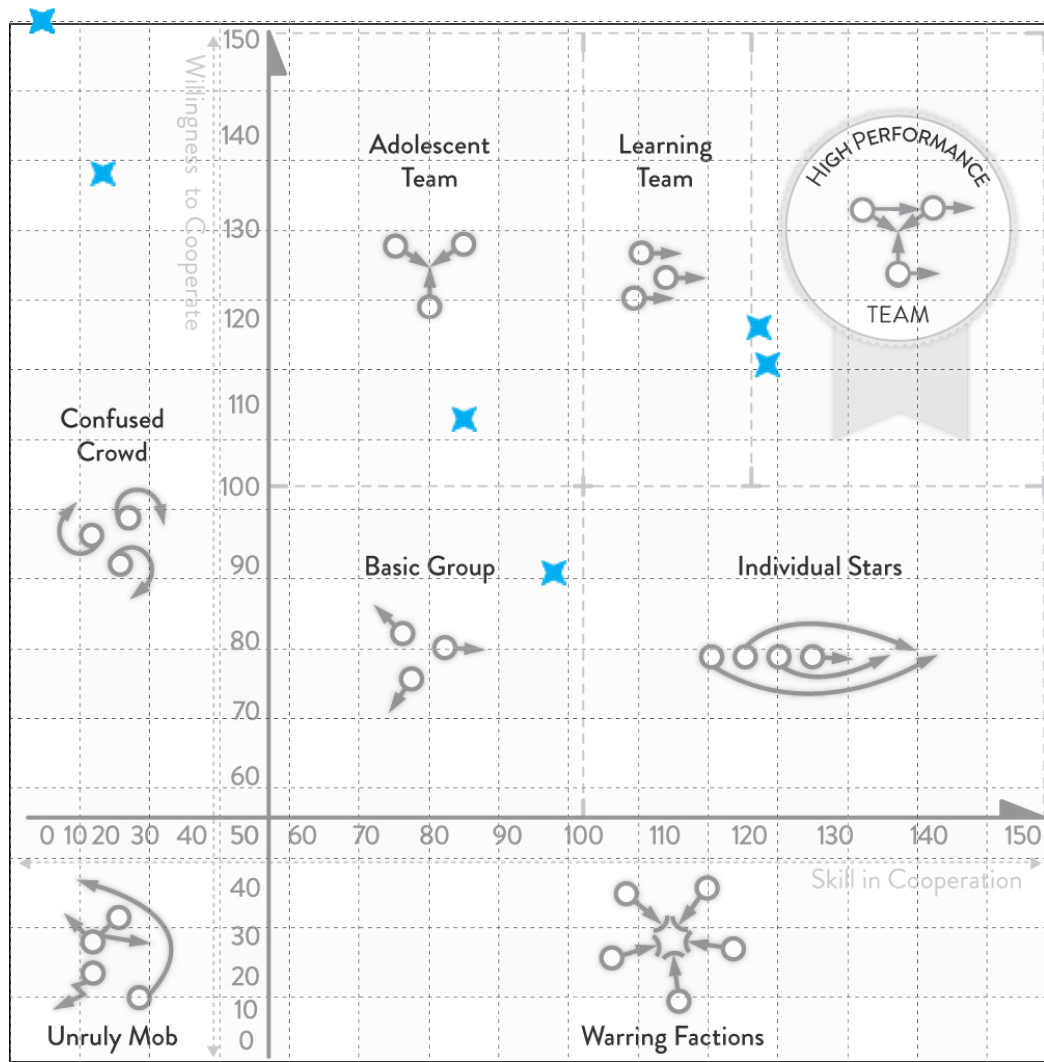 150
Willingness to Cooperate
140
Adolescent
Team
Learning
Team
HIGH PERFORMANCE
TEAM
130
120
110
Confused
Crowd
100
90
Basic Group
Individual Stars
80
70
60
0 10 20 30 40 50 60 70 80 90 100 110 120 130 140 150
Skill in Cooperation
40
30
20
10
0
Unruly Mob
Warring Factions